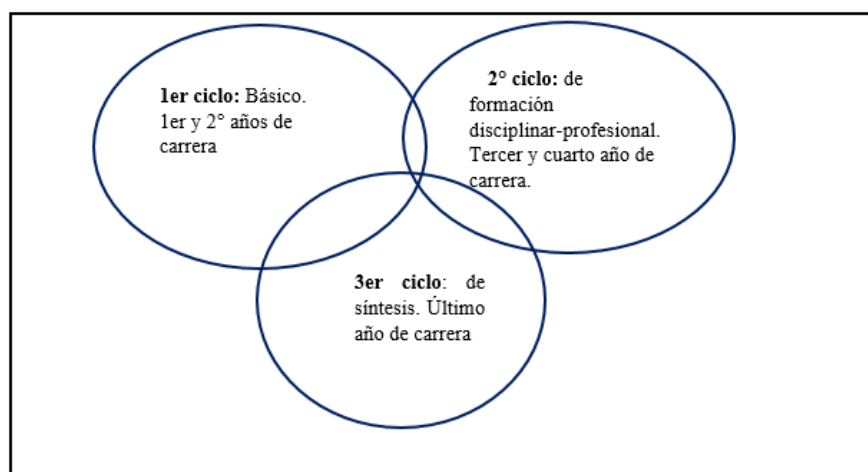 1er ciclo: Básico.
1er y 2° años de
carrera
2° ciclo: de
formación
disciplinar-profesional.
Tercer y cuarto año de
carrera.
3er ciclo: de
síntesis. Último
año de carrera